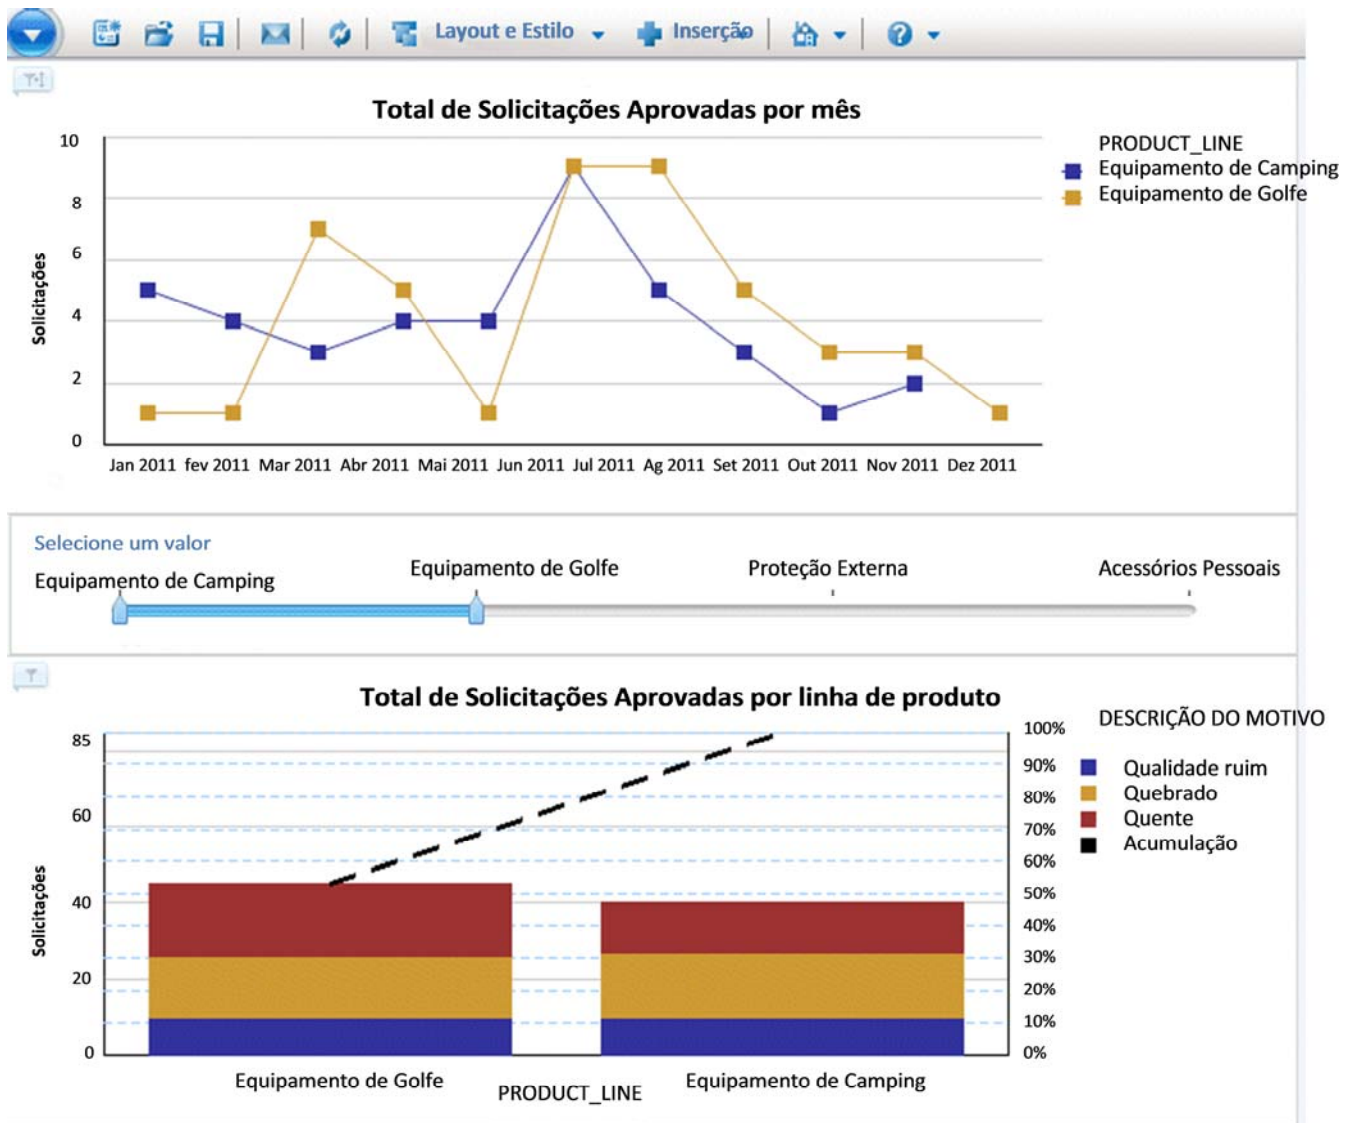 Layout e Estilo Inserção
Total de Solicitações Aprovadas por mês
10
8
6
4
2
0
Solicitações
Jan 2011 fev 2011 Mar 2011 Abr 2011 Mai 2011 Jun 2011 Jul 2011 Ag 2011 Set 2011 Out 2011 Nov 2011 Dez 2011
PRODUCT_LINE
Equipamento de Camping
Equipamento de Golfe
Selecione um valor
Equipamento de Camping Equipamento de Golfe Proteção Externa Acessórios Pessoais
Total de Solicitações Aprovadas por linha de produto
85
60
40
20
0
Solicitações
100%
90%
80%
70%
60%
50%
40%
30%
20%
10%
0%
Equipamento de Golfe Equipamento de Camping
PRODUCT_LINE
DESCRIÇÃO DO MOTIVO
Qualidade ruim
Quebrado
Quente
Acumulação